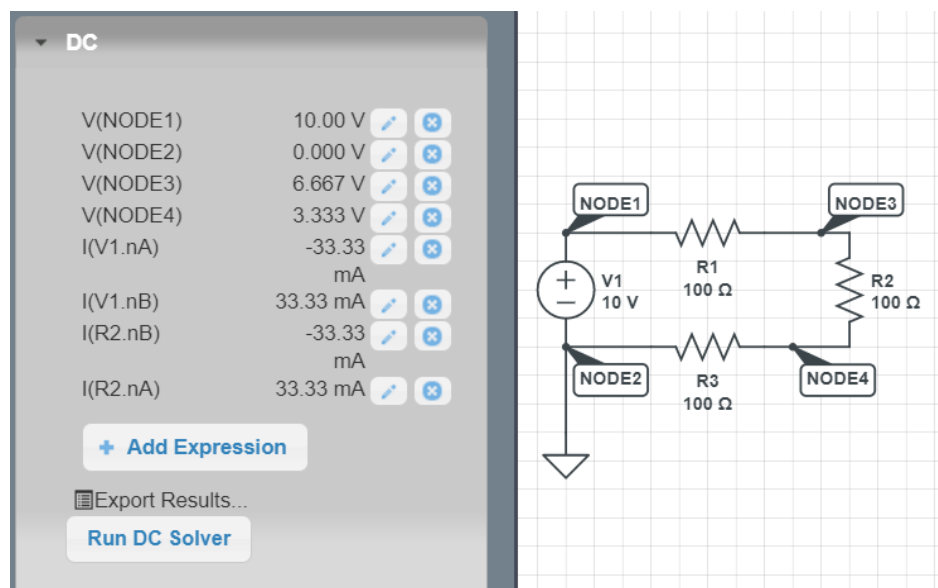 DC
V(NODE1) 10.00 V
V(NODE2) 0.000 V
V(NODE3) 6.667 V
V(NODE4) 3.333 V
I(V1.nA) -33.33
mA
I(V1.nB) 33.33 mA
I(R2.nB) -33.33
mA
I(R2.nA) 33.33 mA
+ Add Expression
Export Results...
Run DC Solver
NODE1
NODE3
R1
100 Ω
V1
10 V
R2
100 Ω
NODE2
NODE4
R3
100 Ω